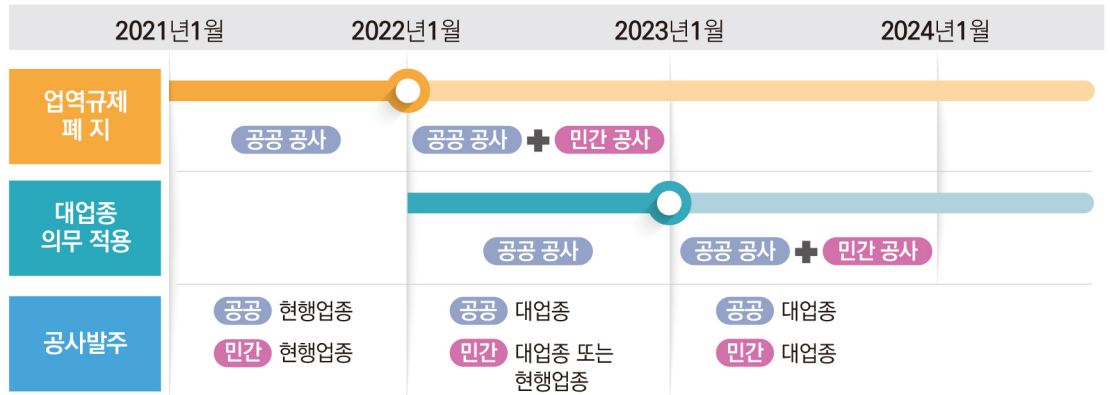 2021년1월 2022년1월 2023년1월 2024년1월
업역규제
폐 지
공공 공사 공공 공사 + 민간 공사
대업종
의무 적용
공공 공사 공공 공사 + 민간 공사
공사발주
공공 현행업종 공공 대업종 공공 대업종
민간 현행업종 민간 대업종 또는 민간 대업종
현행업종